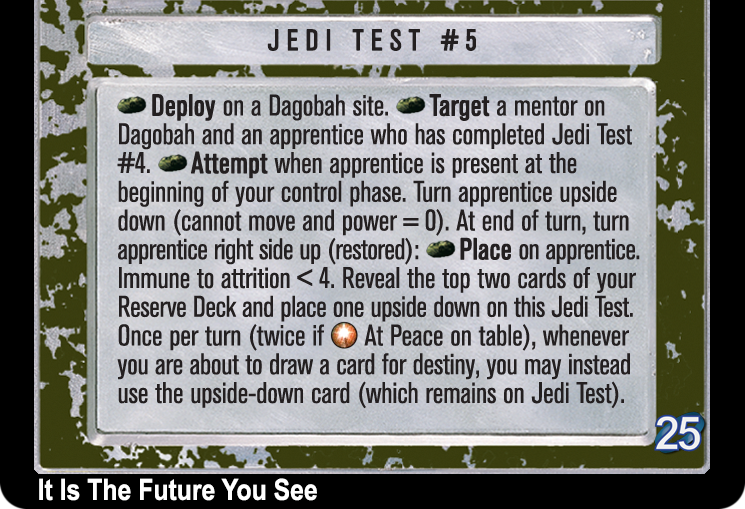 JEDI TEST #5
Deploy on a Dagobah site. Target a mentor on
Dagobah and an apprentice who has completed Jedi Test
#4. Attempt when apprentice is present at the
beginning of your control phase. Turn apprentice upside
down (cannot move and power = 0). At end of turn, turn
apprentice right side up (restored): Place on apprentice.
Immune to attrition < 4. Reveal the top two cards of your
Reserve Deck and place one upside down on this Jedi Test.
Once per turn (twice if At Peace on table), whenever
you are about to draw a card for destiny, you may instead
use the upside-down card (which remains on Jedi Test).
25
It Is The Future You See